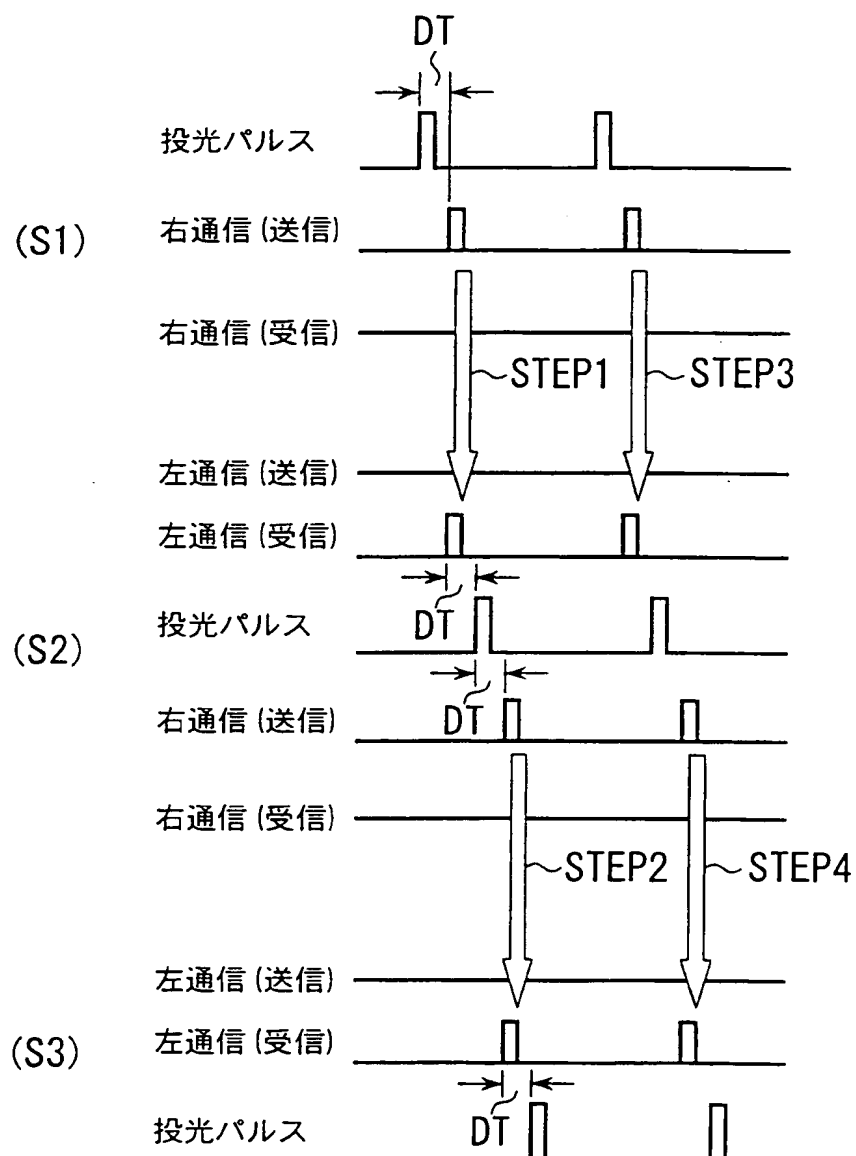 DT
投光パルス
(S1)
右通信(送信)
右通信(受信)
STEP1
STEP3
左通信(送信)
左通信(受信)
DT
投光パルス
(S2)
右通信(送信)
DT
右通信(受信)
STEP2
STEP4
左通信(送信)
(S3)
左通信(受信)
DT
投光パルス